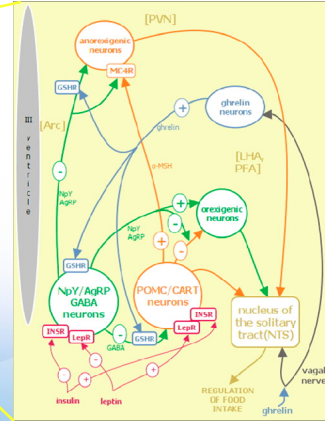 [PVN]
anorexigenic
neurons
MC4R
GSHR
+
ghrelin
neurons
III
ventricle
[Arc]
ghrelin
α-MSH
[LHA,
PFA]
-
NpY
AgRP
+
NpY
AgRP
-
orexigenic
neurons
+
-
GSHR
NpY/AgRP
GABA
neurons
POMC/CART
neurons
INSR
LepR
-
GABA
GSHR
INSR
LepR
nucleus of
the solitary
tract(NTS)
-
+
+
insulin
leptin
vagal
nerve
REGULATION
OF FOOD
INTAKE
ghrelin